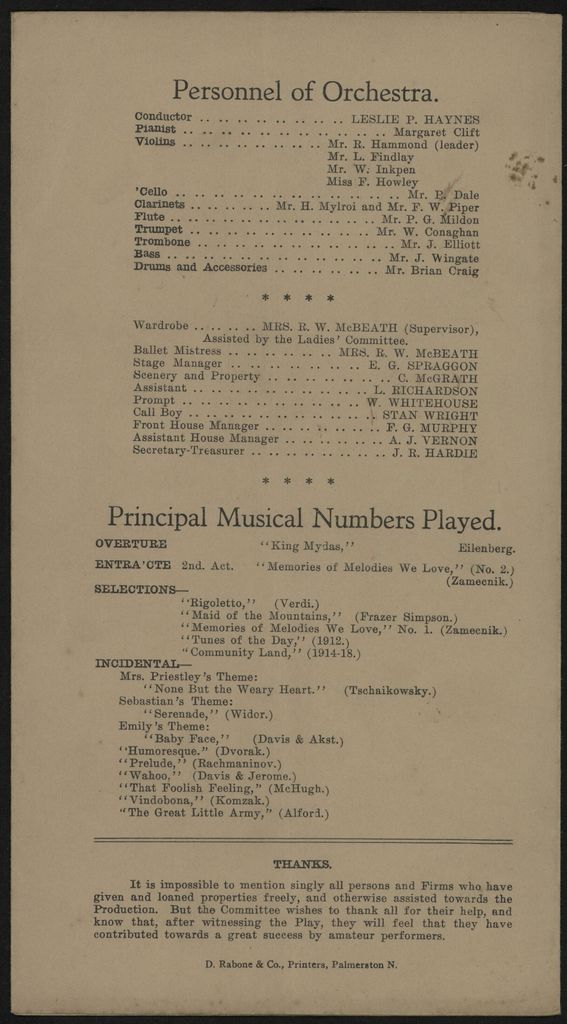 Personnel of Orchestra.
Conductor .. .. .. .. .. .. .. .. .. .. .. LESLIE P. HAYNES
Pianist .. .. .. .. .. .. .. .. .. .. .. .. .. .. .. Margaret Clift
Violins .. .. .. .. .. .. .. .. .. .. .. Mr. R. Hammond (leader)
Mr. L. Findlay
Mr. W. Inkpen
Miss F. Howley
'Cello .. .. .. .. .. .. .. .. .. .. .. .. .. .. .. .. Mr. E. Dale
Clarinets .. .. .. .. .. .. Mr. H. Mylroi and Mr. F. W. Piper
Flute .. .. .. .. .. .. .. .. .. .. .. .. .. .. Mr. P. G. Mildon
Trumpet .. .. .. .. .. .. .. .. .. .. .. .. Mr. W. Conaghan
Trombone .. .. .. .. .. .. .. .. .. .. .. .. .. Mr. J. Elliott
Bass .. .. .. .. .. .. .. .. .. .. .. .. .. .. .. Mr. J. Wingate
Drums and Accessories .. .. .. .. .. .. .. Mr. Brian Craig
* * * *
Wardrobe .. .. .. .. MRS. R. W. McBEATH (Supervisor),
Assisted by the Ladies' Committee.
Ballet Mistress .. .. .. .. .. .. .. .. MRS. R. W. McBEATH
Stage Manager .. .. .. .. .. .. .. .. .. .. E. G. SPRAGGON
Scenery and Property .. .. .. .. .. .. .. .. C. McGRATH
Assistant .. .. .. .. .. .. .. .. .. .. .. .. L. RICHARDSON
Prompt .. .. .. .. .. .. .. .. .. .. .. .. W. WHITEHOUSE
Call Boy .. .. .. .. .. .. .. .. .. .. .. .. STAN WRIGHT
Front House Manager .. .. .. .. .. .. .. F. G. MURPHY
Assistant House Manager .. .. .. .. .. .. A. J. VERNON
Secretary-Treasurer .. .. .. .. .. .. .. .. .. J. R. HARDIE
* * * *
Principal Musical Numbers Played.
OVERTURE "King Mydas," Eilenberg.
ENTRA'CTE 2nd. Act. "Memories of Melodies We Love," (No. 2.)
(Zamecnik.)
SELECTIONS—
"Rigoletto," (Verdi.)
"Maid of the Mountains," (Frazer Simpson.)
"Memories of Melodies We Love," No. 1. (Zamecnik.)
"Tunes of the Day," (1912.)
"Community Land," (1914-18.)
INCIDENTAL—
Mrs. Priestley's Theme:
"None But the Weary Heart." (Tschaikowsky.)
Sebastian's Theme:
"Serenade," (Widor.)
Emily's Theme:
"Baby Face," (Davis & Akst.)
"Humoresque." (Dvorak.)
"Prelude," (Rachmaninov.)
"Wahoo," (Davis & Jerome.)
"That Foolish Feeling," (McHugh.)
"Vindobona," (Komzak.)
"The Great Little Army," (Alford.)
THANKS.
It is impossible to mention singly all persons and Firms who have
given and loaned properties freely, and otherwise assisted towards the
Production. But the Committee wishes to thank all for their help, and
know that, after witnessing the Play, they will feel that they have
contributed towards a great success by amateur performers.
D. Rabone & Co., Printers, Palmerston N.